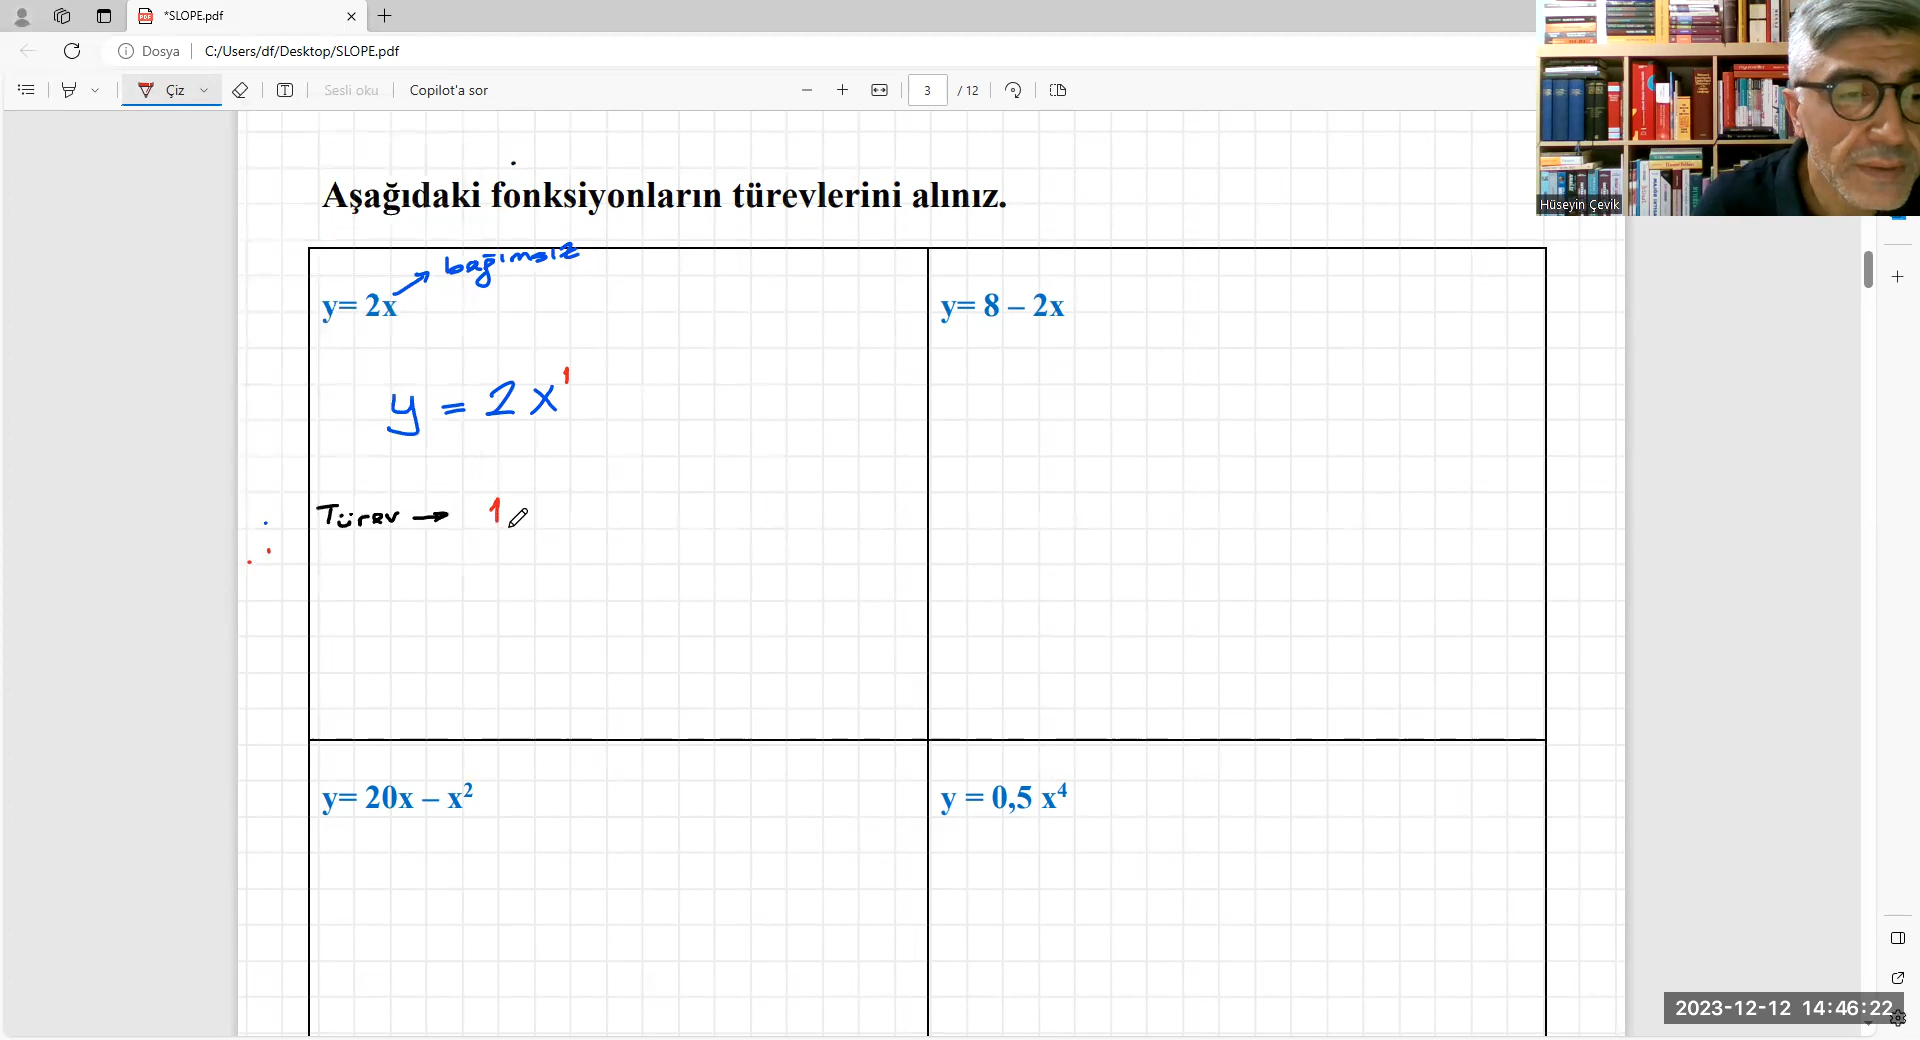 *SLOPE.pdf
Dosya
C:/Users/df/Desktop/SLOPE.pdf
Çiz
Sesli oku
Copilot'a sor
3 / 12
Hüseyin Çevik
Aşağıdaki fonksiyonların türevlerini alınız.
bağımsız
y= 2x
y = 2x¹
Türev → 1
y= 8 – 2x
y= 20x – x²
y = 0,5 x⁴
2023-12-12 14:46:22